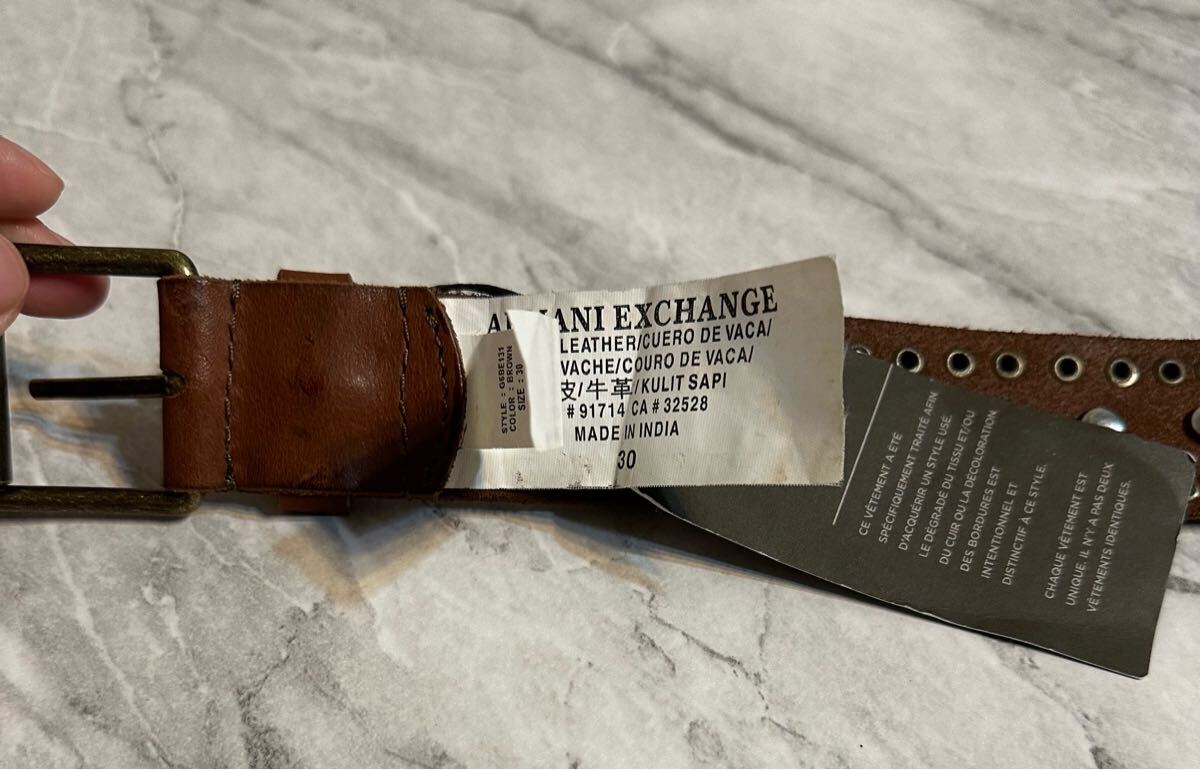 ARMANI EXCHANGE
LEATHER/CUERO DE VACA/
VACHE/COURO DE VACA/
皮/牛革/KULIT SAPI
# 91714 CA # 32528
MADE IN INDIA
30
STYLE : G5BE131
COLOR : BROWN
SIZE : 30
CE VÊTEMENT A ÉTÉ
SPÉCIFIQUEMENT TRAITÉ AFIN
D'ACQUERIR UN STYLE USÉ.
LE DÉGRADÉ DU TISSU ET/OU
DU CUIR OU LA DÉCOLORATION
DES BORDURES EST
INTENTIONNEL ET
DISTINCTIF À CE STYLE.
CHAQUE VÊTEMENT EST
UNIQUE. IL N'Y A PAS DEUX
VÊTEMENTS IDENTIQUES.